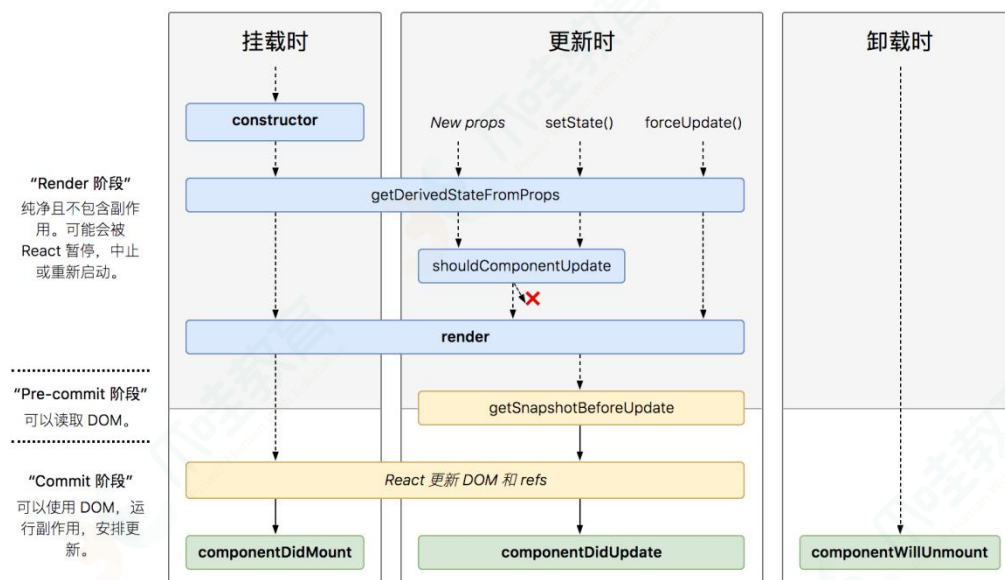 挂载时
更新时
卸载时
constructor
New props
setState()
forceUpdate()
“Render 阶段”
纯净且不包含副作
用。可能会被
React 暂停，中止
或重新启动。
getDerivedStateFromProps
shouldComponentUpdate
render
“Pre-commit 阶段”
可以读取 DOM。
getSnapshotBeforeUpdate
“Commit 阶段”
可以使用 DOM，运
行副作用，安排更
新。
React 更新 DOM 和 refs
componentDidMount
componentDidUpdate
componentWillUnmount